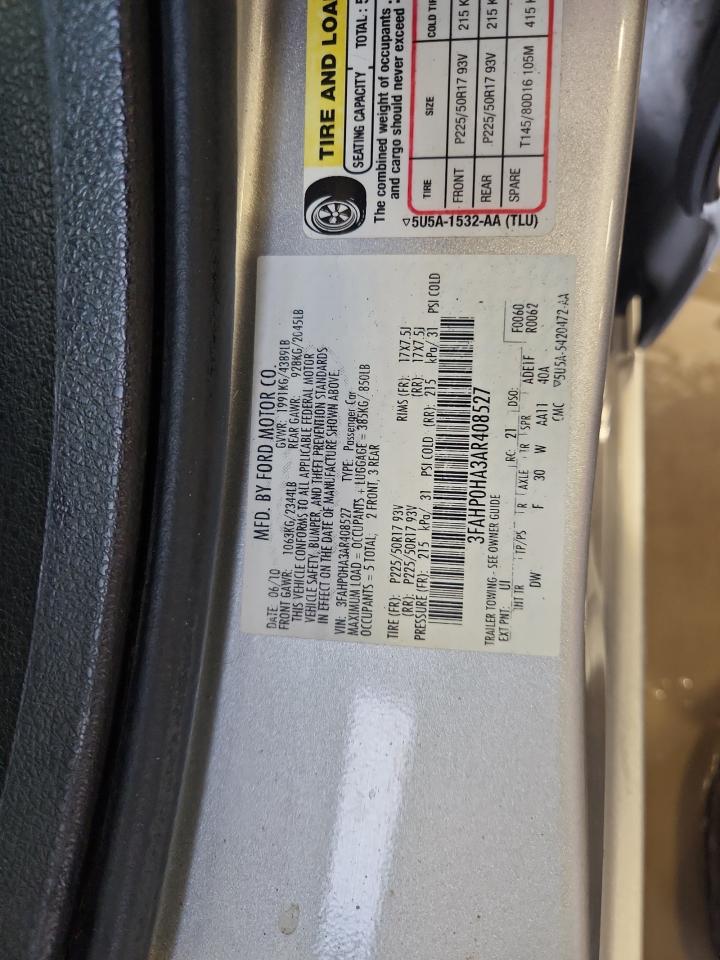 MFD. BY FORD MOTOR CO.
DATE: 06/10 GVWR: 1991KG/4389LB
FRONT GAWR: 1063KG/2344LB REAR GAWR: 928KG/2045LB
THIS VEHICLE CONFORMS TO ALL APPLICABLE FEDERAL MOTOR
VEHICLE SAFETY, BUMPER, AND THEFT PREVENTION STANDARDS
IN EFFECT ON THE DATE OF MANUFACTURE SHOWN ABOVE.
VIN: 3FAHP0HA3AR408527 TYPE: Passenger Car
MAXIMUM LOAD = OCCUPANTS + LUGGAGE = 385KG/ 850LB
OCCUPANTS = 5 TOTAL; 2 FRONT, 3 REAR
TIRE (FR): P225/50R17 93V RIMS (FR): 17X7.5J
(RR): P225/50R17 93V (RR): 17X7.5J
PRESSURE (FR): 215 kPa/ 31 PSI COLD (RR): 215 kPa/ 31 PSI COLD
3FAHP0HA3AR408527
TRAILER TOWING - SEE OWNER GUIDE
EXT PNT: UI RC: 21 DSO: F0060
R0062
INT TR TP/PS R AXLE TR SPR ADEIF
DW F 30 W AA11 40A
CMC ▽5U5A-5420472-AA
TIRE AND LOA
SEATING CAPACITY TOTAL : 5
The combined weight of occupants
and cargo should never exceed :
TIRE SIZE COLD TIR
FRONT P225/50R17 93V 215 K
REAR P225/50R17 93V 215 K
SPARE T145/80D16 105M 415 K
▽5U5A-1532-AA (TLU)